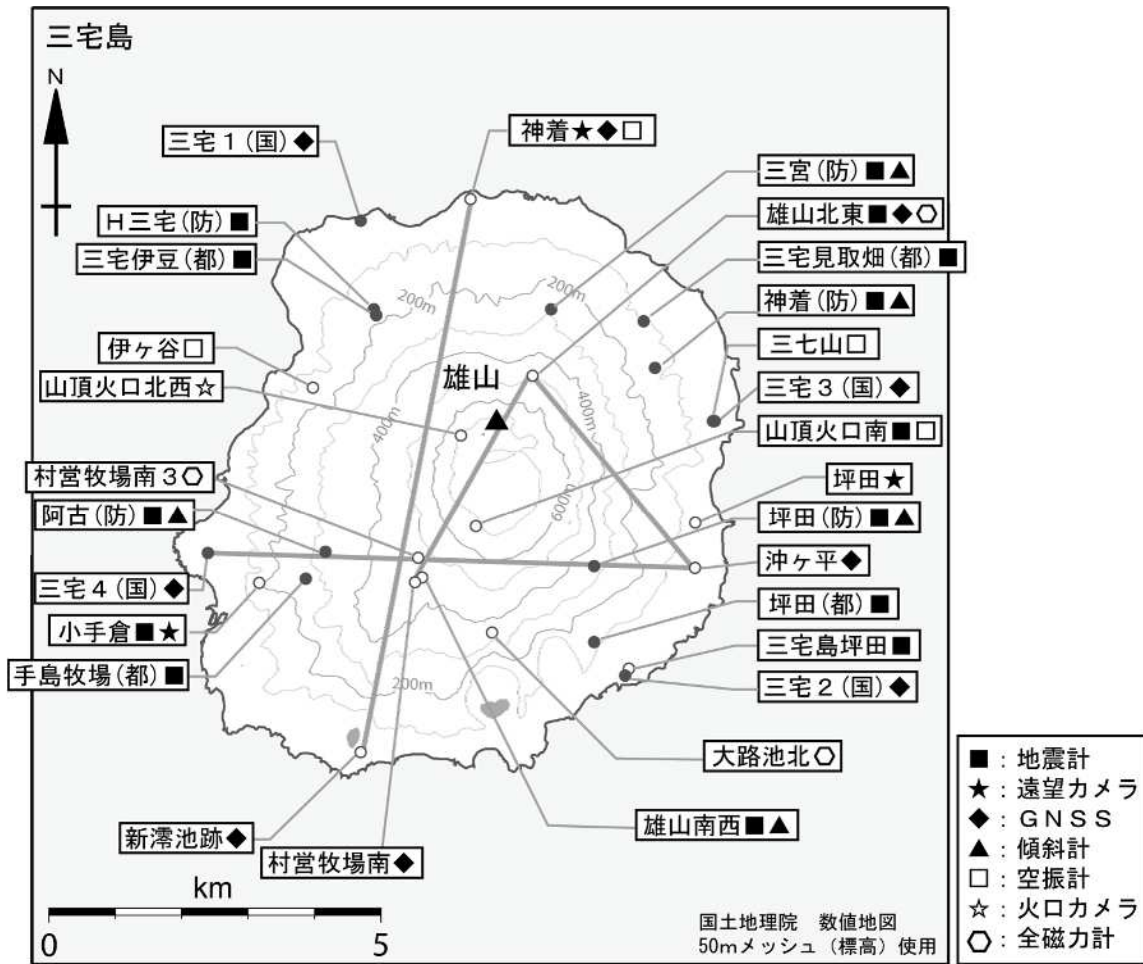 三宅島
N
神着★◆□
三宅１(国)◆
三宮(防)■▲
H三宅(防)■
雄山北東■◆⬡
三宅伊豆(都)■
三宅見取畑(都)■
神着(防)■▲
200m
200m
伊ヶ谷□
三七山□
山頂火口北西☆
雄山
400m
三宅３(国)◆
400m
山頂火口南■□
村営牧場南３⬡
坪田★
600m
阿古(防)■▲
坪田(防)■▲
沖ヶ平◆
三宅４(国)◆
坪田(都)■
小手倉■★
三宅島坪田■
手島牧場(都)■
200m
三宅２(国)◆
大路池北⬡
新澪池跡◆
雄山南西■▲
村営牧場南◆
km
0
5
国土地理院　数値地図
50mメッシュ（標高）使用
■：地震計
★：遠望カメラ
◆：ＧＮＳＳ
▲：傾斜計
□：空振計
☆：火口カメラ
⬡：全磁力計